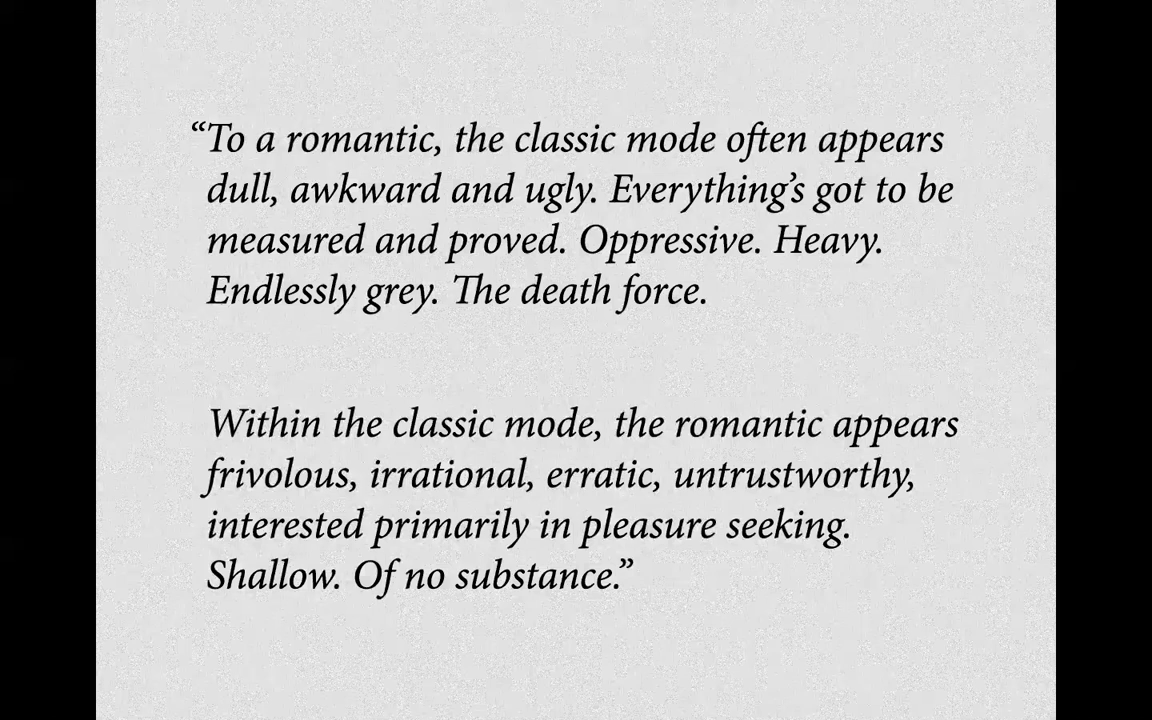 “To a romantic, the classic mode often appears
dull, awkward and ugly. Everything’s got to be
measured and proved. Oppressive. Heavy.
Endlessly grey. The death force.
Within the classic mode, the romantic appears
frivolous, irrational, erratic, untrustworthy,
interested primarily in pleasure seeking.
Shallow. Of no substance.”